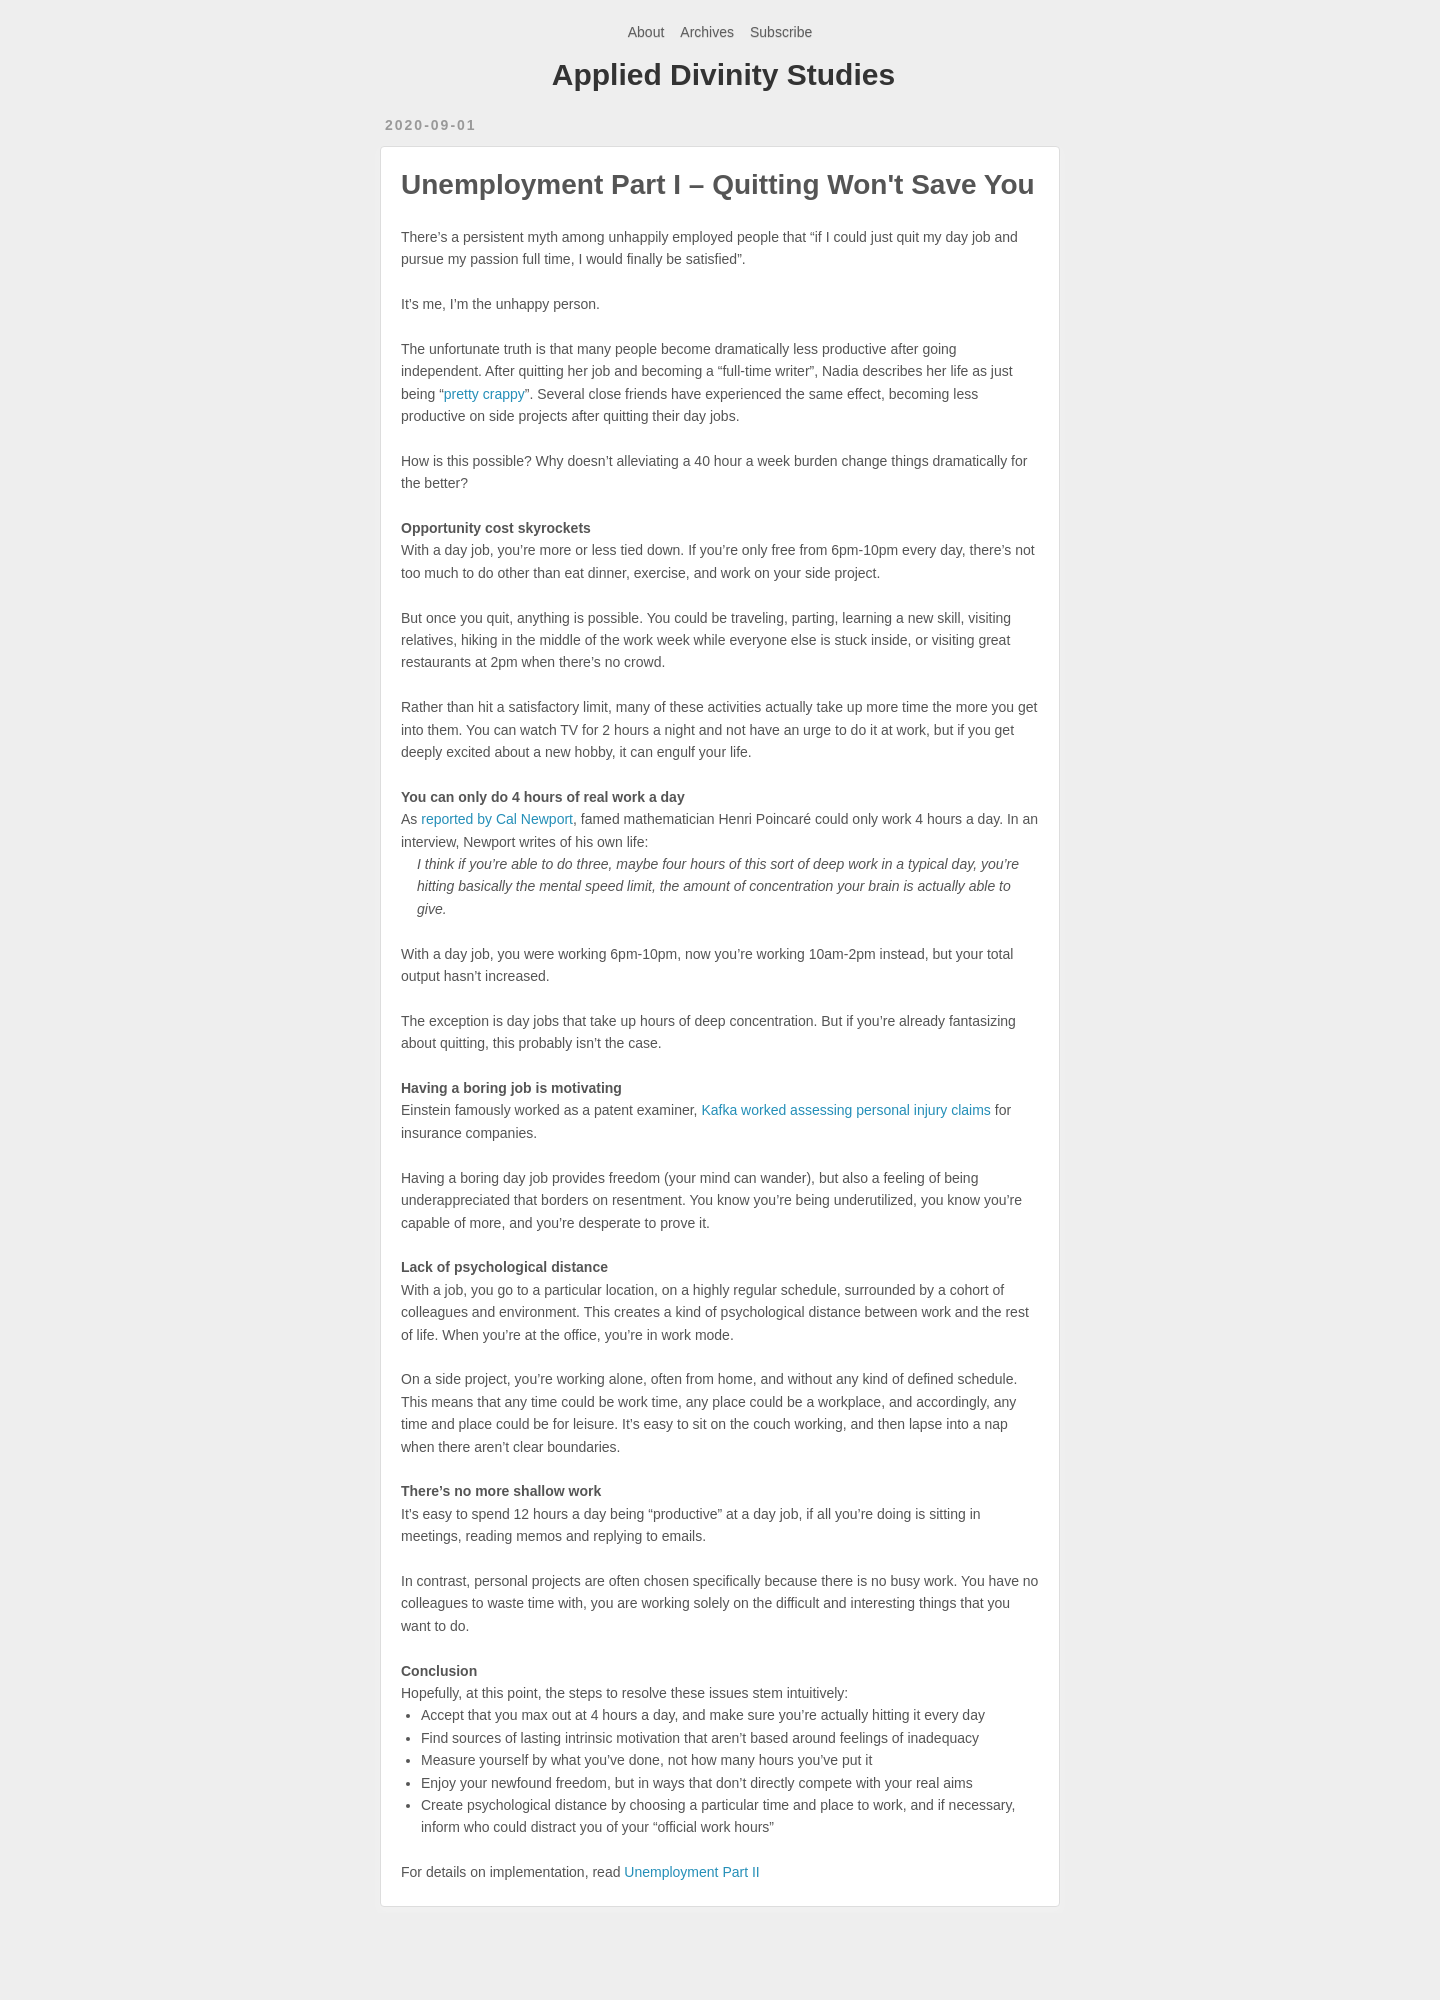 About Archives Subscribe
Applied Divinity Studies
2020-09-01
Unemployment Part I – Quitting Won't Save You
There’s a persistent myth among unhappily employed people that “if I could just quit my day job and
pursue my passion full time, I would finally be satisfied”.
It’s me, I’m the unhappy person.
The unfortunate truth is that many people become dramatically less productive after going
independent. After quitting her job and becoming a “full-time writer”, Nadia describes her life as just
being “pretty crappy”. Several close friends have experienced the same effect, becoming less
productive on side projects after quitting their day jobs.
How is this possible? Why doesn’t alleviating a 40 hour a week burden change things dramatically for
the better?
Opportunity cost skyrockets
With a day job, you’re more or less tied down. If you’re only free from 6pm-10pm every day, there’s not
too much to do other than eat dinner, exercise, and work on your side project.
But once you quit, anything is possible. You could be traveling, parting, learning a new skill, visiting
relatives, hiking in the middle of the work week while everyone else is stuck inside, or visiting great
restaurants at 2pm when there’s no crowd.
Rather than hit a satisfactory limit, many of these activities actually take up more time the more you get
into them. You can watch TV for 2 hours a night and not have an urge to do it at work, but if you get
deeply excited about a new hobby, it can engulf your life.
You can only do 4 hours of real work a day
As reported by Cal Newport, famed mathematician Henri Poincaré could only work 4 hours a day. In an
interview, Newport writes of his own life:
I think if you’re able to do three, maybe four hours of this sort of deep work in a typical day, you’re
hitting basically the mental speed limit, the amount of concentration your brain is actually able to
give.
With a day job, you were working 6pm-10pm, now you’re working 10am-2pm instead, but your total
output hasn’t increased.
The exception is day jobs that take up hours of deep concentration. But if you’re already fantasizing
about quitting, this probably isn’t the case.
Having a boring job is motivating
Einstein famously worked as a patent examiner, Kafka worked assessing personal injury claims for
insurance companies.
Having a boring day job provides freedom (your mind can wander), but also a feeling of being
underappreciated that borders on resentment. You know you’re being underutilized, you know you’re
capable of more, and you’re desperate to prove it.
Lack of psychological distance
With a job, you go to a particular location, on a highly regular schedule, surrounded by a cohort of
colleagues and environment. This creates a kind of psychological distance between work and the rest
of life. When you’re at the office, you’re in work mode.
On a side project, you’re working alone, often from home, and without any kind of defined schedule.
This means that any time could be work time, any place could be a workplace, and accordingly, any
time and place could be for leisure. It’s easy to sit on the couch working, and then lapse into a nap
when there aren’t clear boundaries.
There’s no more shallow work
It’s easy to spend 12 hours a day being “productive” at a day job, if all you’re doing is sitting in
meetings, reading memos and replying to emails.
In contrast, personal projects are often chosen specifically because there is no busy work. You have no
colleagues to waste time with, you are working solely on the difficult and interesting things that you
want to do.
Conclusion
Hopefully, at this point, the steps to resolve these issues stem intuitively:
• Accept that you max out at 4 hours a day, and make sure you’re actually hitting it every day
• Find sources of lasting intrinsic motivation that aren’t based around feelings of inadequacy
• Measure yourself by what you’ve done, not how many hours you’ve put it
• Enjoy your newfound freedom, but in ways that don’t directly compete with your real aims
• Create psychological distance by choosing a particular time and place to work, and if necessary,
inform who could distract you of your “official work hours”
For details on implementation, read Unemployment Part II